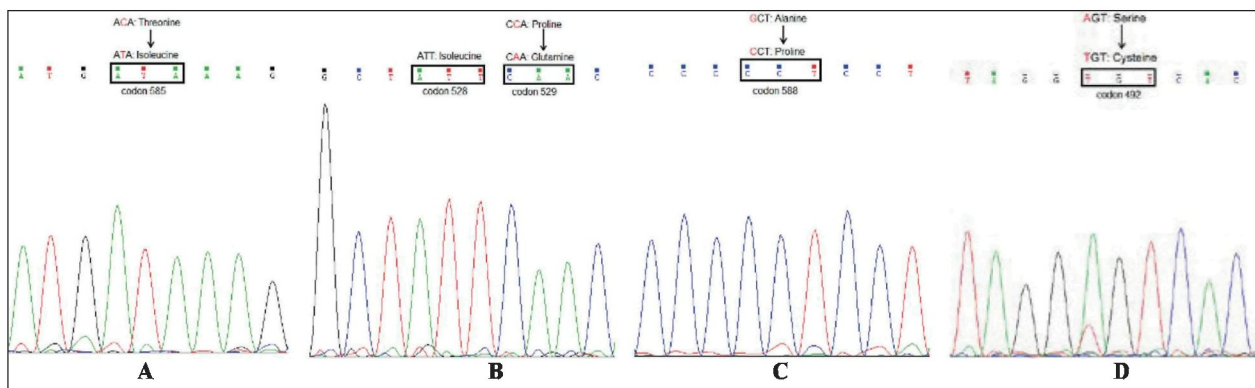 ACA: Threonine
ATA: Isoleucine
A T G A T A A A G
codon 585
A
CCA: Proline
ATT: Isoleucine CAA: Glutamine
G C T A T T C A A C
codon 528 codon 529
B
GCT: Alanine
CCT: Proline
C C C C C T C C T
codon 588
C
AGT: Serine
TGT: Cysteine
T A G G T G T C A C
codon 492
D